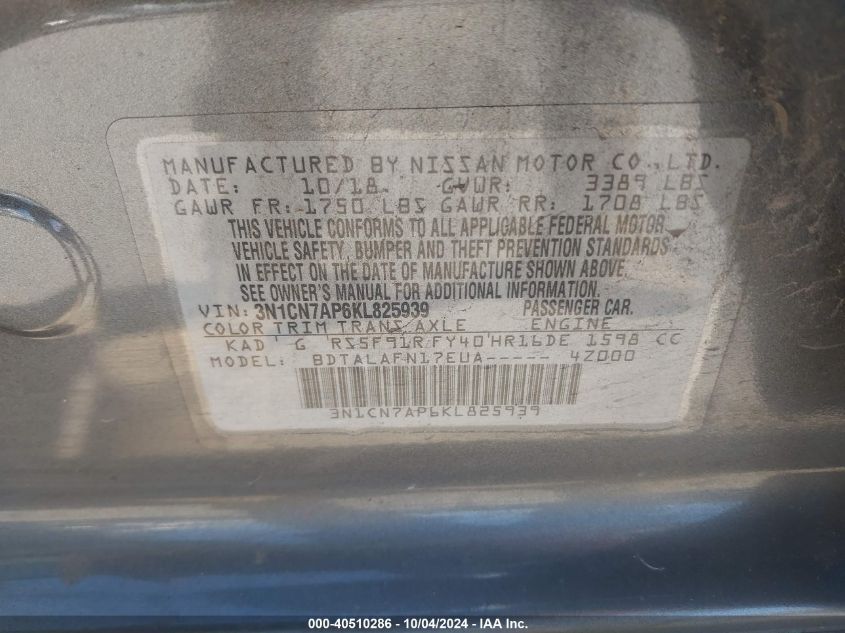 MANUFACTURED BY NISSAN MOTOR CO.,LTD.
DATE: 10/18 GVWR: 3389 LBS
GAWR FR: 1750 LBS GAWR RR: 1708 LBS
THIS VEHICLE CONFORMS TO ALL APPLICABLE FEDERAL MOTOR
VEHICLE SAFETY, BUMPER AND THEFT PREVENTION STANDARDS
IN EFFECT ON THE DATE OF MANUFACTURE SHOWN ABOVE.
SEE OWNER'S MANUAL FOR ADDITIONAL INFORMATION.
VIN: 3N1CN7AP6KL825939 PASSENGER CAR.
COLOR TRIM TRANS AXLE ENGINE
KAD G RS5F91R FY40 HR16DE 1598 CC
MODEL: BDTALAFN17EUA----- 4Z000
3N1CN7AP6KL825939
000-40510286 - 10/04/2024 - IAA, Inc.